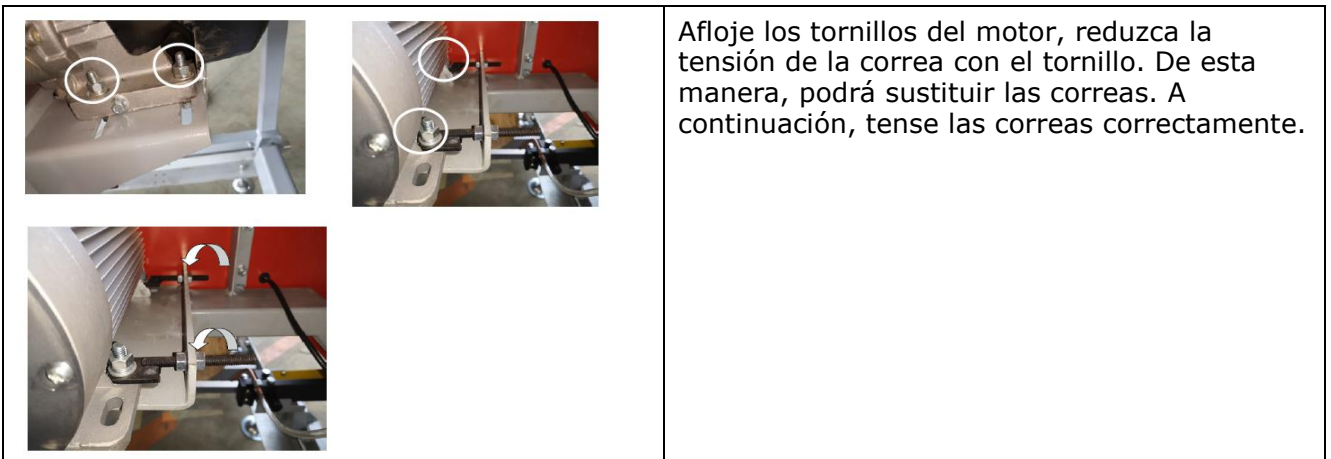 Afloje los tornillos del motor, reduzca la
tensión de la correa con el tornillo. De esta
manera, podrá sustituir las correas. A
continuación, tense las correas correctamente.